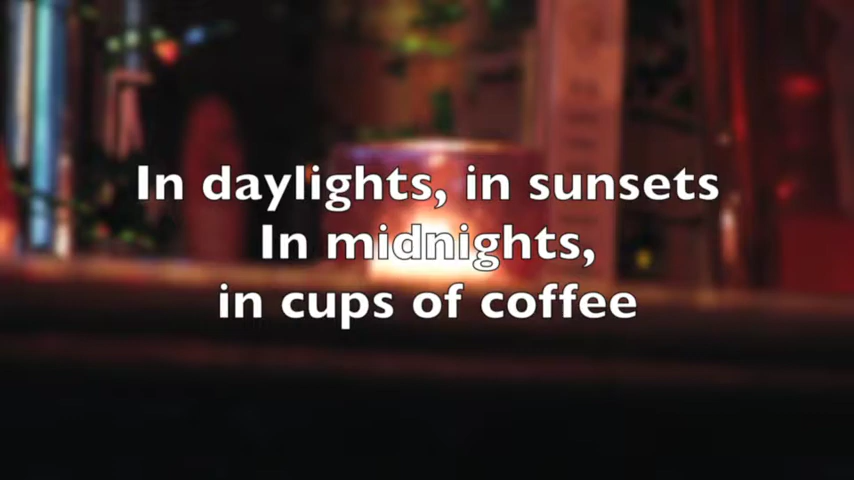 In daylights, in sunsets
In midnights,
in cups of coffee